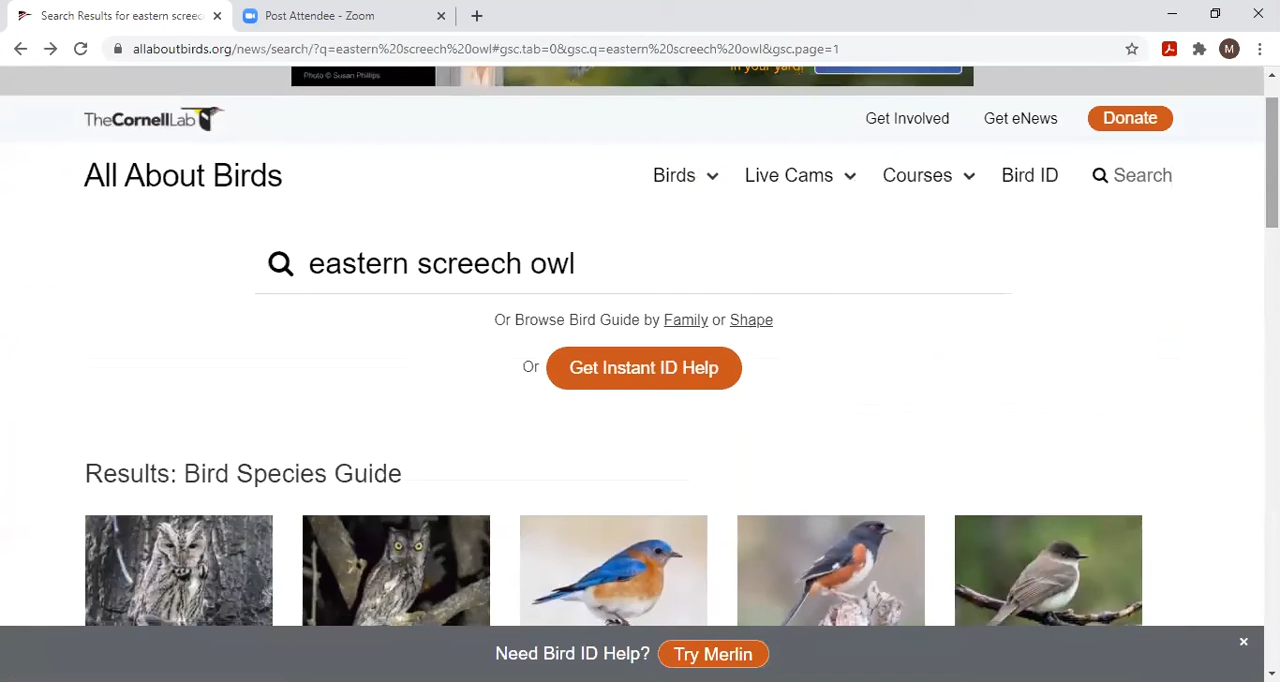 Search Results for eastern screec
Post Attendee - Zoom
allaboutbirds.org/news/search/?q=eastern%20screech%20owl#gsc.tab=0&gsc.q=eastern%20screech%20owl&gsc.page=1
M
Photo © Susan Phillips
in your yard!
TheCornellLab
Get Involved
Get eNews
Donate
All About Birds
Birds
Live Cams
Courses
Bird ID
Search
eastern screech owl
Or Browse Bird Guide by Family or Shape
Or
Get Instant ID Help
Results: Bird Species Guide
Need Bird ID Help?
Try Merlin